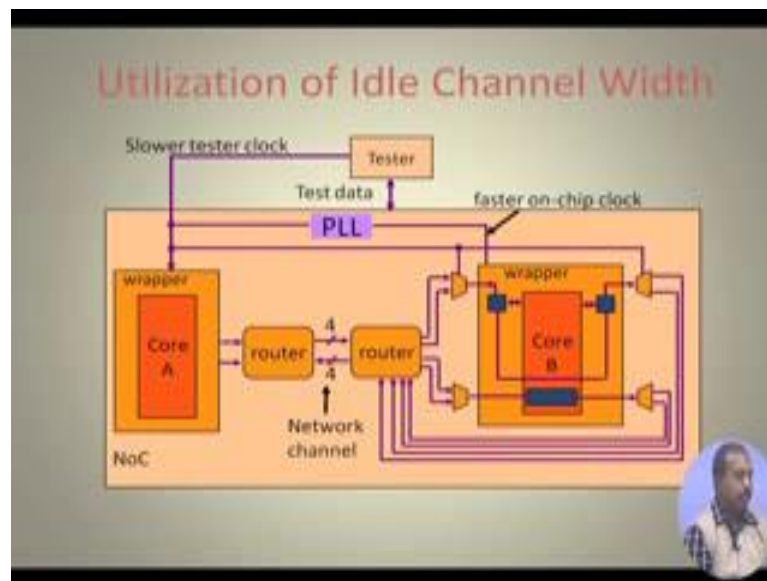 Utilization of Idle Channel Width
Slower tester clock
Tester
Test data
faster on-chip clock
PLL
wrapper
wrapper
Core
A
router
4
4
router
Core
B
Network
channel
NoC